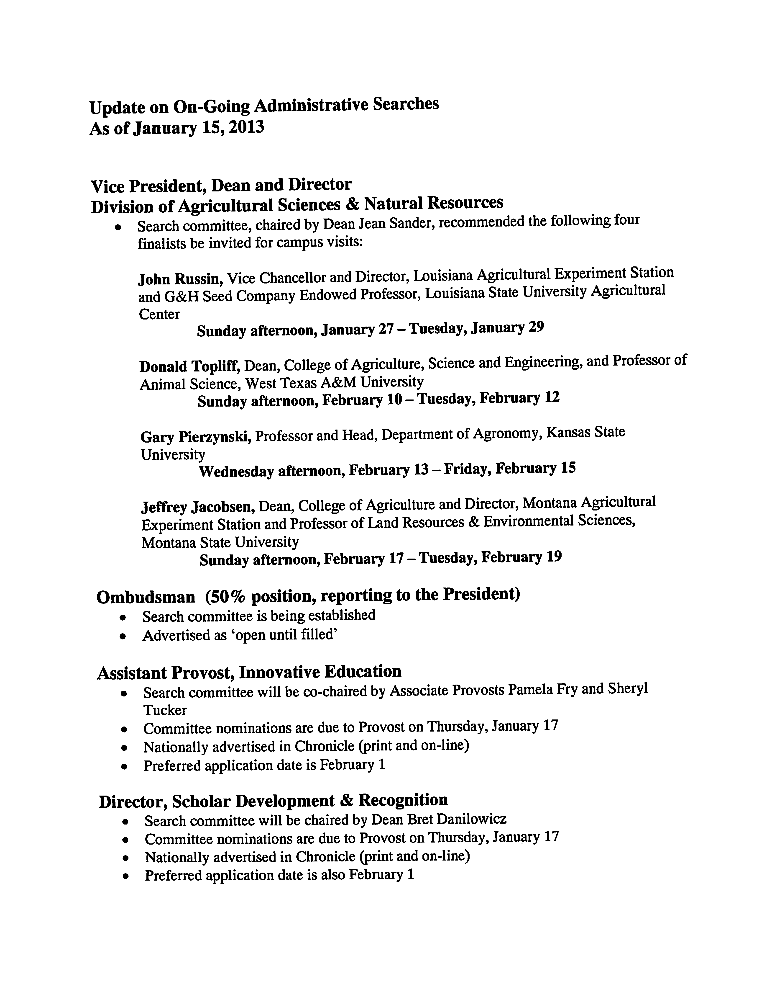 Update on On-Going Administrative Searches
As of January 15, 2013
Vice President, Dean and Director
Division of Agricultural Sciences & Natural Resources
• Search committee, chaired by Dean Jean Sander, recommended the following four
finalists be invited for campus visits:
John Russin, Vice Chancellor and Director, Louisiana Agricultural Experiment Station
and G&H Seed Company Endowed Professor, Louisiana State University Agricultural
Center
Sunday afternoon, January 27 – Tuesday, January 29
Donald Topliff, Dean, College of Agriculture, Science and Engineering, and Professor of
Animal Science, West Texas A&M University
Sunday afternoon, February 10 – Tuesday, February 12
Gary Pierzynski, Professor and Head, Department of Agronomy, Kansas State
University
Wednesday afternoon, February 13 – Friday, February 15
Jeffrey Jacobsen, Dean, College of Agriculture and Director, Montana Agricultural
Experiment Station and Professor of Land Resources & Environmental Sciences,
Montana State University
Sunday afternoon, February 17 – Tuesday, February 19
Ombudsman (50% position, reporting to the President)
• Search committee is being established
• Advertised as ‘open until filled’
Assistant Provost, Innovative Education
• Search committee will be co-chaired by Associate Provosts Pamela Fry and Sheryl
Tucker
• Committee nominations are due to Provost on Thursday, January 17
• Nationally advertised in Chronicle (print and on-line)
• Preferred application date is February 1
Director, Scholar Development & Recognition
• Search committee will be chaired by Dean Bret Danilowicz
• Committee nominations are due to Provost on Thursday, January 17
• Nationally advertised in Chronicle (print and on-line)
• Preferred application date is also February 1